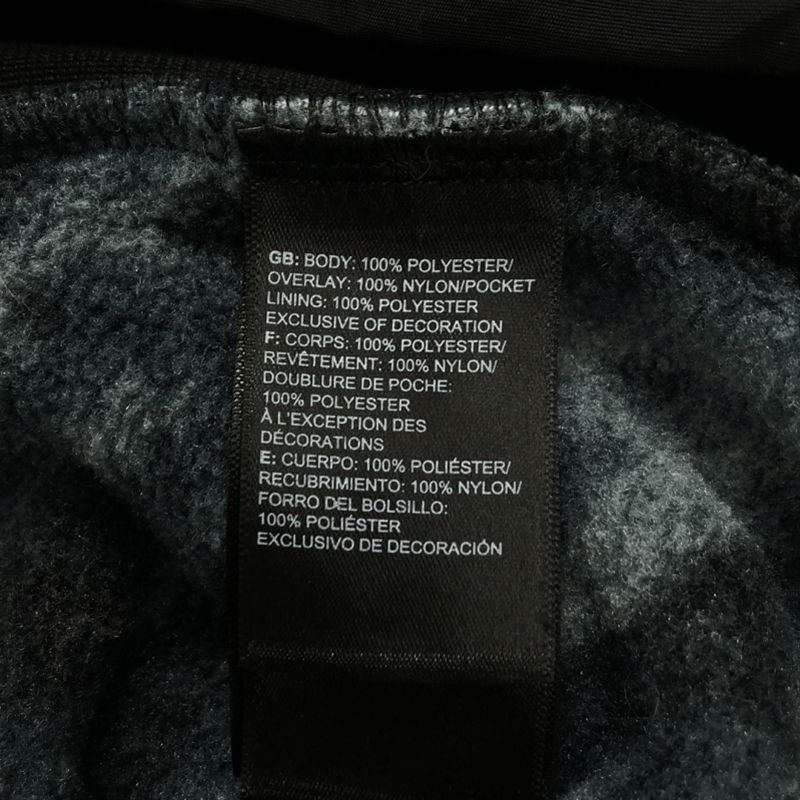 GB: BODY: 100% POLYESTER/
OVERLAY: 100% NYLON/POCKET
LINING: 100% POLYESTER
EXCLUSIVE OF DECORATION
F: CORPS: 100% POLYESTER/
REVÊTEMENT: 100% NYLON/
DOUBLURE DE POCHE:
100% POLYESTER
À L'EXCEPTION DES
DÉCORATIONS
E: CUERPO: 100% POLIÉSTER/
RECUBRIMIENTO: 100% NYLON/
FORRO DEL BOLSILLO:
100% POLIÉSTER
EXCLUSIVO DE DECORACIÓN